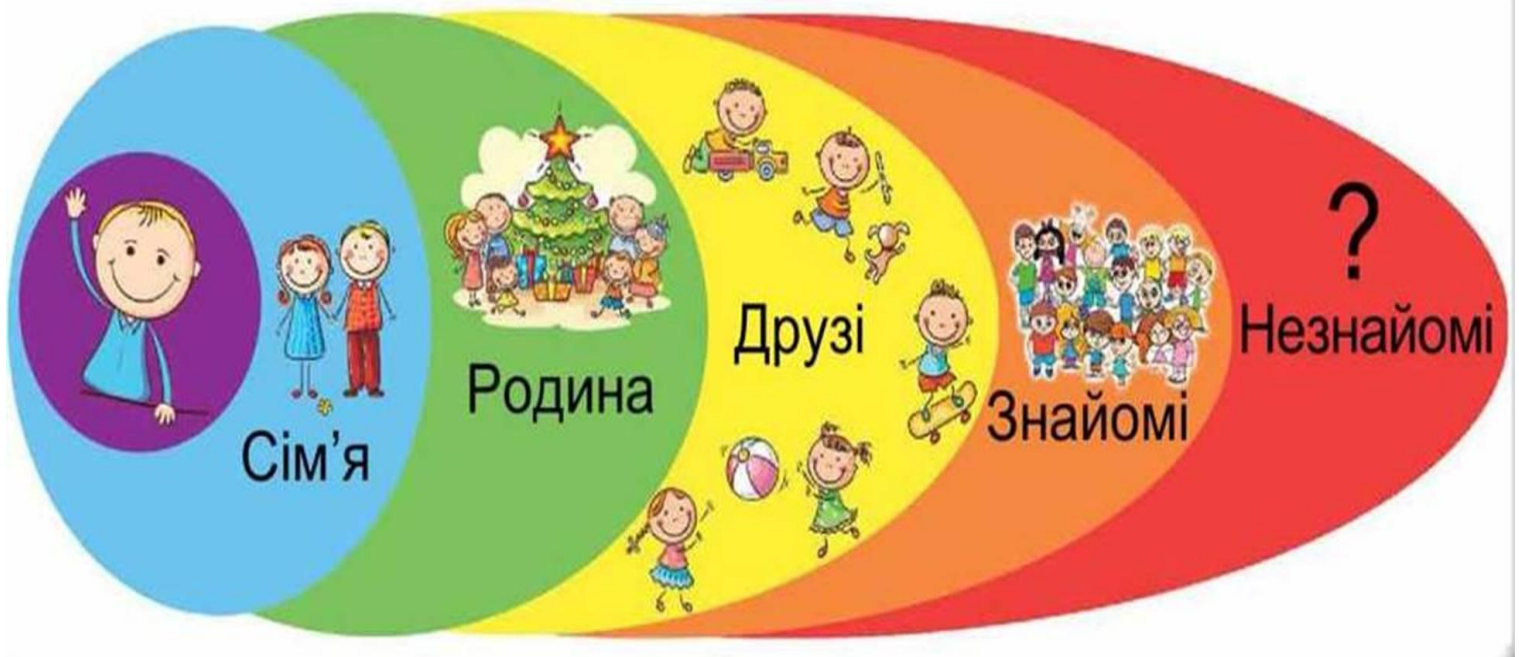 Сім'я
Родина
Друзі
Знайомі
?
Незнайомі